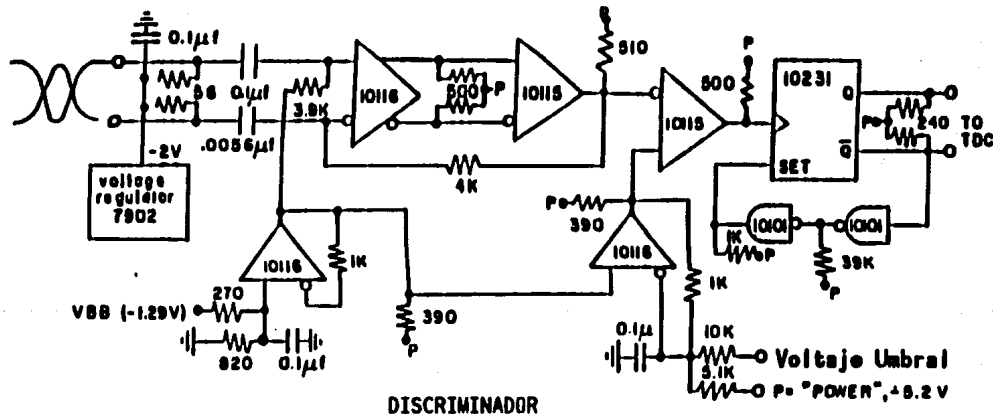 0.1µf
56
0.1µf
.0056µf
-2V
voltage
regulator
7902
3.9K
10116
500
P
10115
4K
P
510
10115
P
500
10231
Q
Q̅
SET
P
240
TO
TDC
10101
10101
1K
P
39K
P
10116
1K
VBB (-1.29V)
270
820
0.1µf
390
P
P
390
10116
1K
0.1µ
10K
Voltaje Umbral
5.1K
P= "POWER", -5.2 V
DISCRIMINADOR